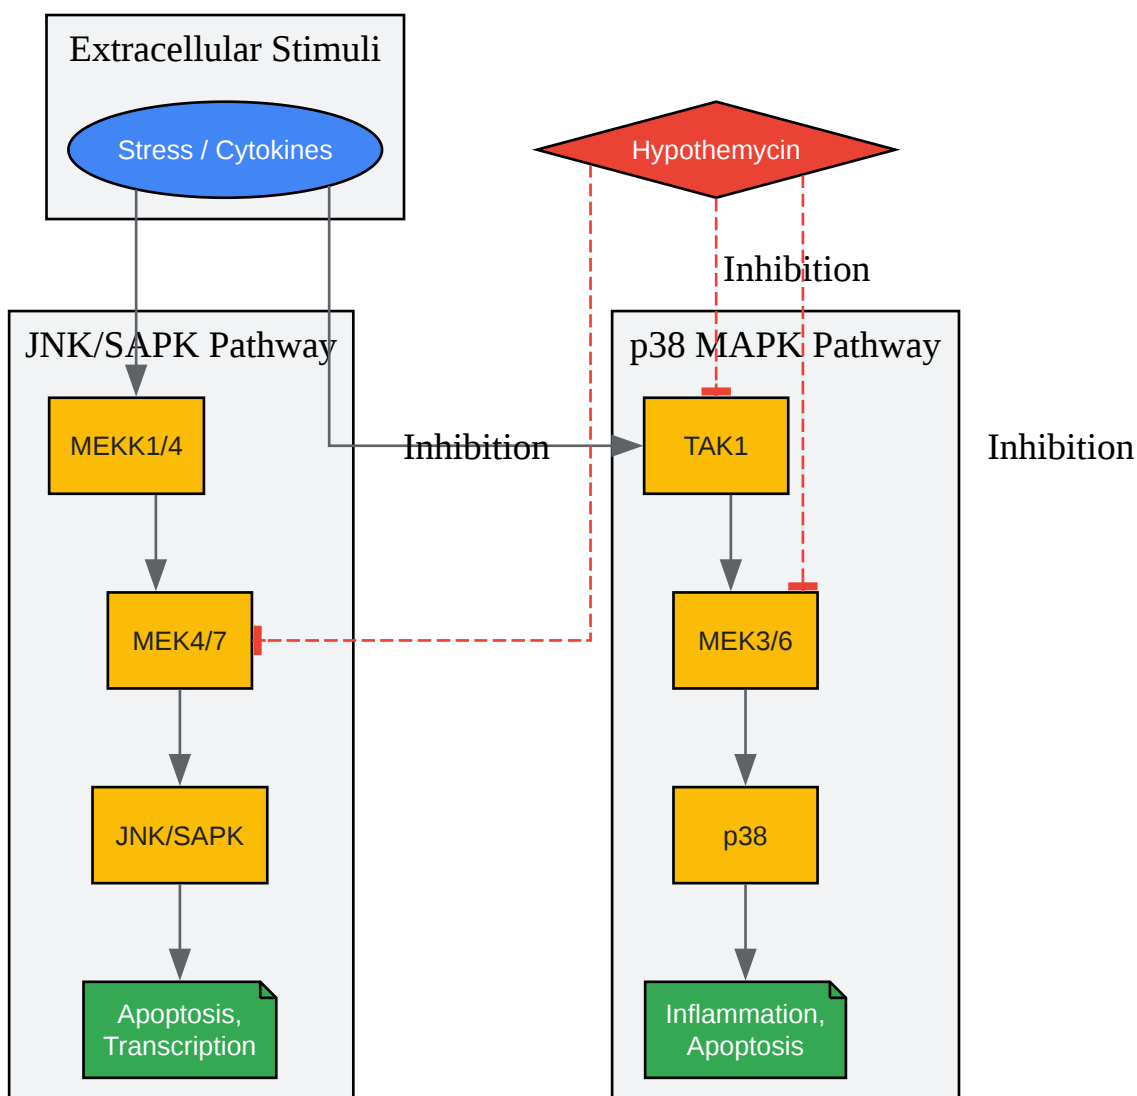 Extracellular Stimuli
Stress / Cytokines
Hypothemycin
Inhibition
JNK/SAPK Pathway
p38 MAPK Pathway
MEKK1/4
Inhibition
TAK1
Inhibition
MEK4/7
MEK3/6
JNK/SAPK
p38
Apoptosis,
Transcription
Inflammation,
Apoptosis